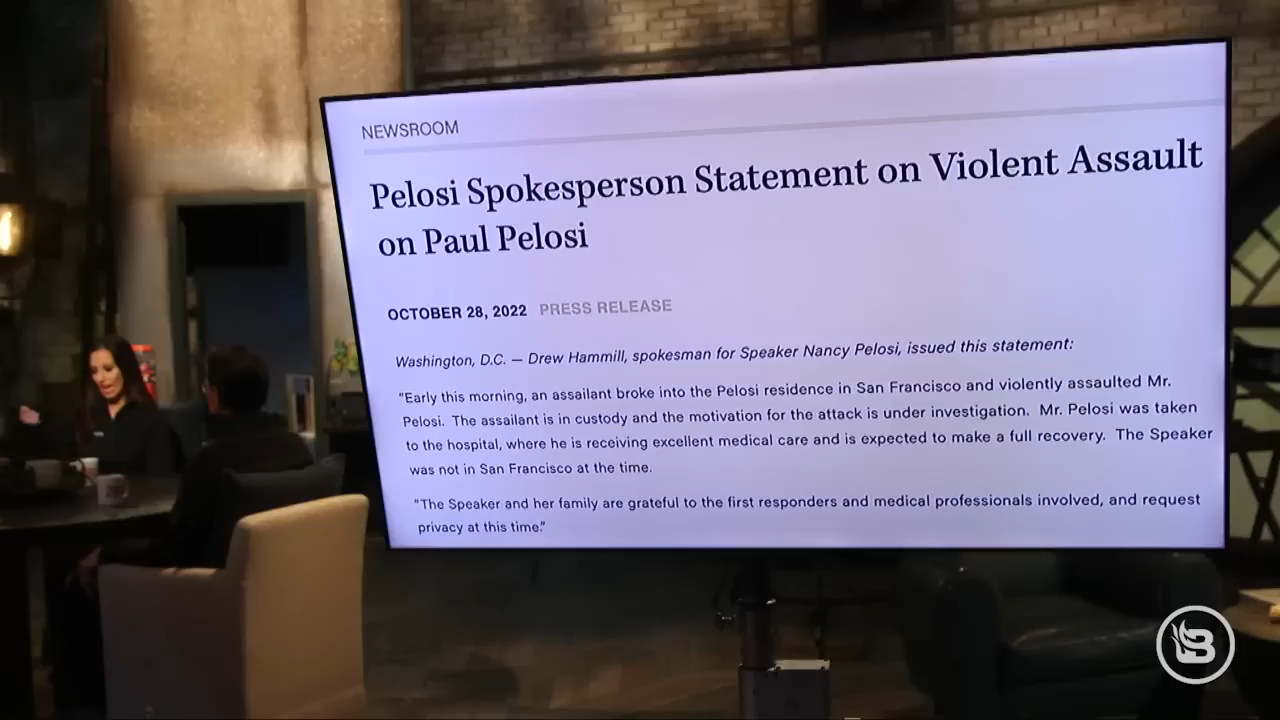 NEWSROOM
Pelosi Spokesperson Statement on Violent Assault
on Paul Pelosi
OCTOBER 28, 2022 PRESS RELEASE
Washington, D.C. — Drew Hammill, spokesman for Speaker Nancy Pelosi, issued this statement:
"Early this morning, an assailant broke into the Pelosi residence in San Francisco and violently assaulted Mr.
Pelosi. The assailant is in custody and the motivation for the attack is under investigation. Mr. Pelosi was taken
to the hospital, where he is receiving excellent medical care and is expected to make a full recovery. The Speaker
was not in San Francisco at the time.
"The Speaker and her family are grateful to the first responders and medical professionals involved, and request
privacy at this time."
B